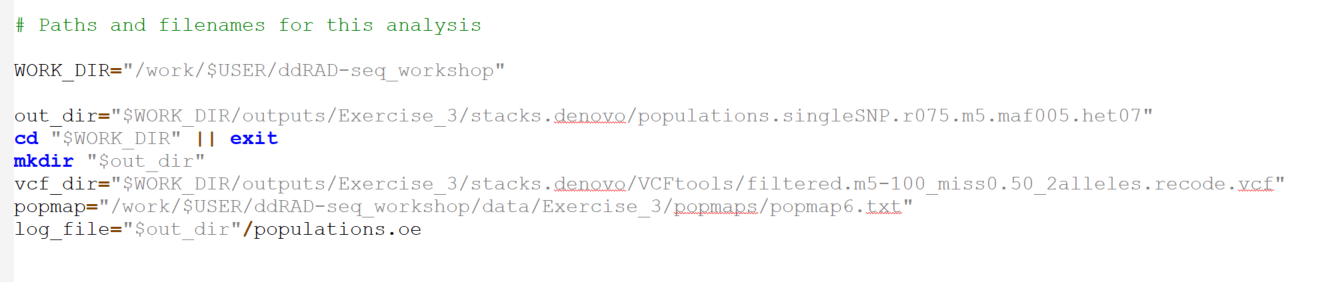 # Paths and filenames for this analysis
WORK_DIR="/work/$USER/ddRAD-seq_workshop"
out_dir="$WORK_DIR/outputs/Exercise_3/stacks.denovo/populations.singleSNP.r075.m5.maf005.het07"
cd "$WORK_DIR" || exit
mkdir "$out_dir"
vcf_dir="$WORK_DIR/outputs/Exercise_3/stacks.denovo/VCFtools/filtered.m5-100_miss0.50_2alleles.recode.vcf"
popmap="/work/$USER/ddRAD-seq_workshop/data/Exercise_3/popmaps/popmap6.txt"
log_file="$out_dir"/populations.oe